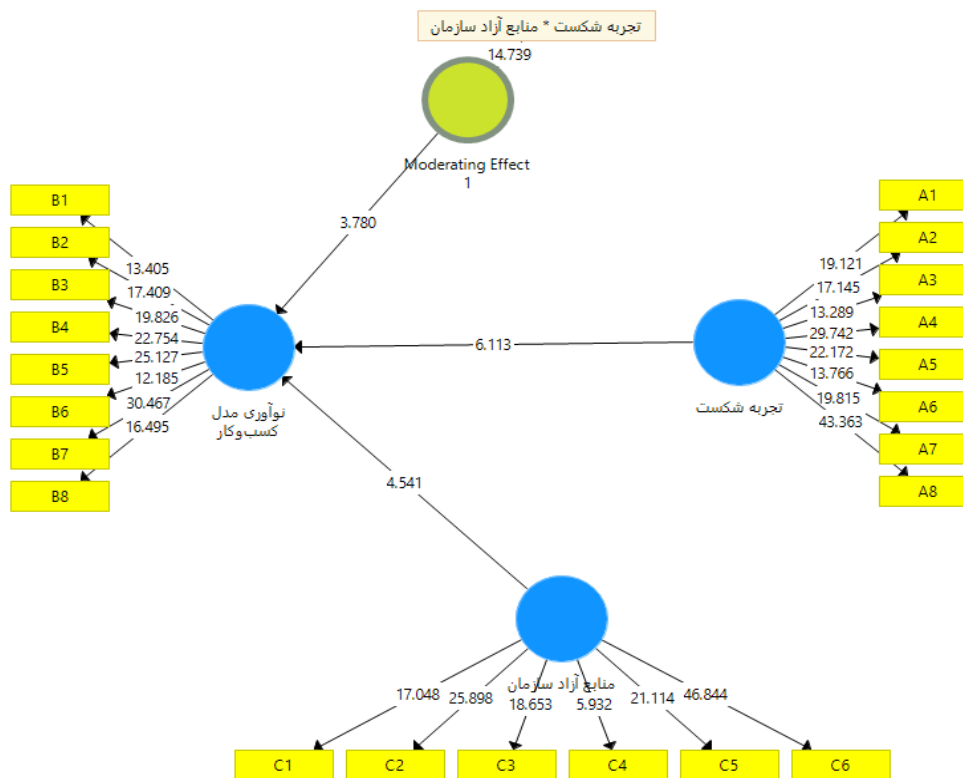 تجربه شکست * منابع آزاد سازمان
14.739
Moderating Effect
1
3.780
B1
B2
B3
B4
B5
B6
B7
B8
13.405
17.409
19.826
22.754
25.127
12.185
30.467
16.495
نوآوری مدل
کسب‌وکار
6.113
تجربه شکست
19.121
17.145
13.289
29.742
22.172
13.766
19.815
43.363
A1
A2
A3
A4
A5
A6
A7
A8
4.541
منابع آزاد سازمان
17.048
25.898
18.653
5.932
21.114
46.844
C1
C2
C3
C4
C5
C6